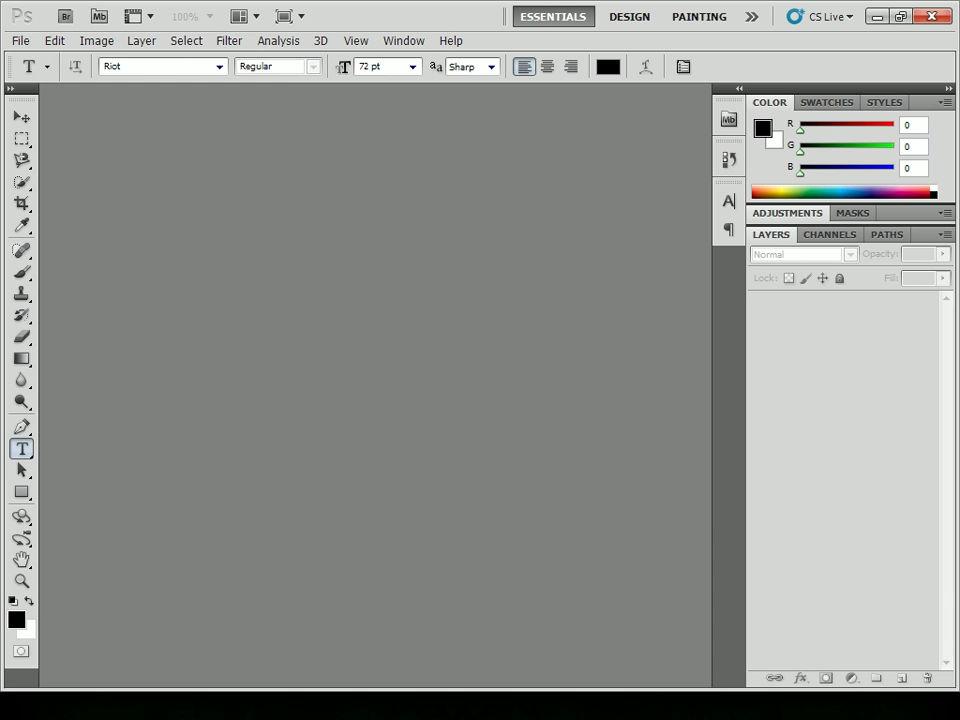 Ps Br Mb 100% ESSENTIALS DESIGN PAINTING CS Live
File Edit Image Layer Select Filter Analysis 3D View Window Help
T Riot Regular T 72 pt aa Sharp
COLOR SWATCHES STYLES
Mb
R 0
G 0
B 0
ADJUSTMENTS MASKS
A
LAYERS CHANNELS PATHS
Normal Opacity:
Lock: Fill:
T
fx